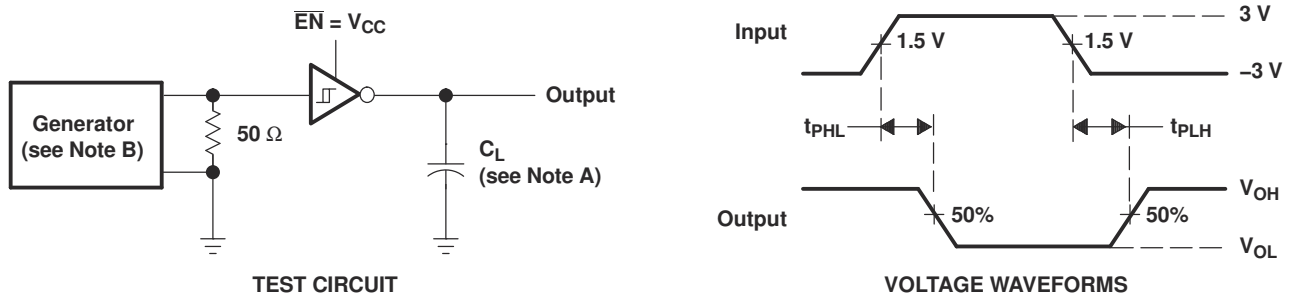 EN = VCC
Generator
(see Note B)
50 Ω
Output
CL
(see Note A)
TEST CIRCUIT
Input
1.5 V
1.5 V
3 V
−3 V
tPHL
tPLH
Output
50%
50%
VOH
VOL
VOLTAGE WAVEFORMS